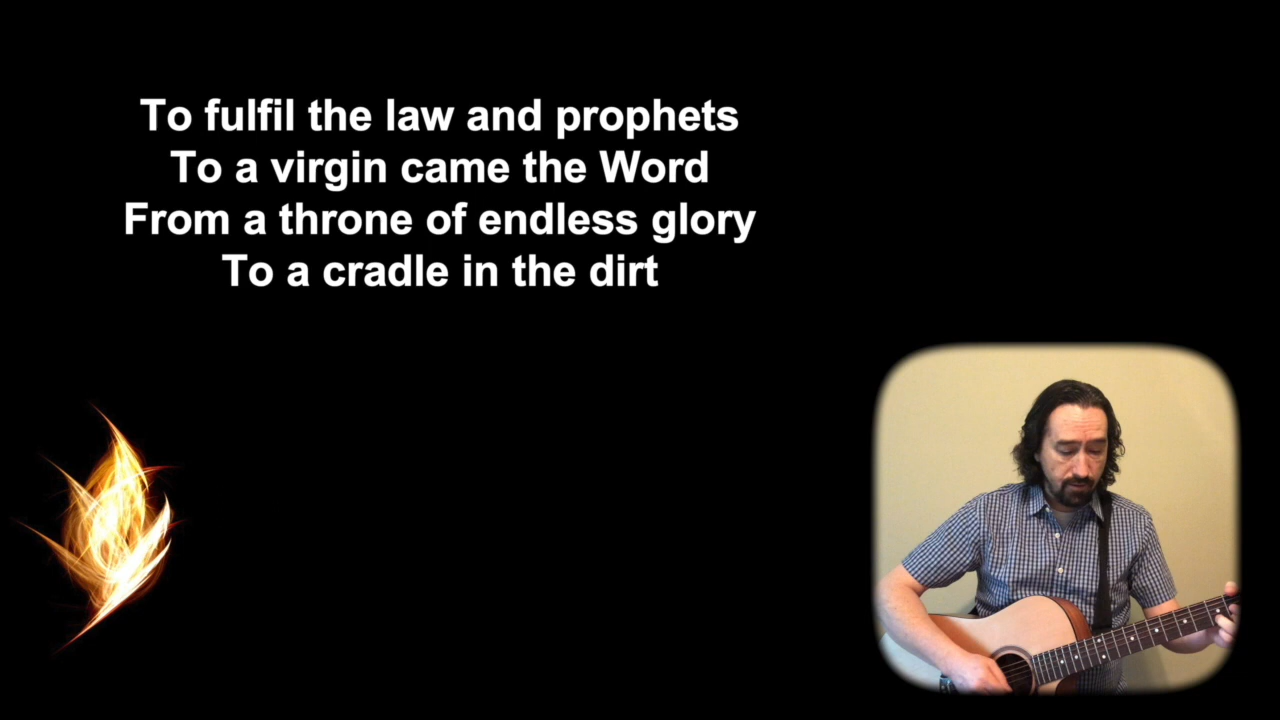 To fulfil the law and prophets
To a virgin came the Word
From a throne of endless glory
To a cradle in the dirt